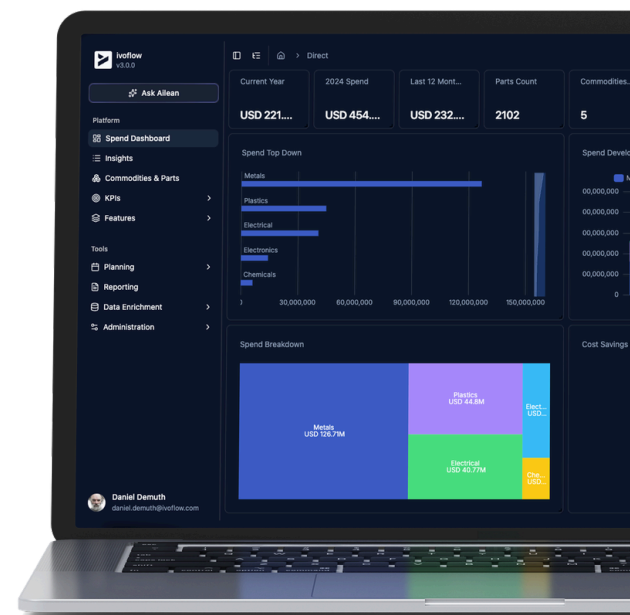 ivoflow
v3.0.0
Ask Ailean
Platform
Spend Dashboard
Insights
Commodities & Parts
KPIs
Features
Tools
Planning
Reporting
Data Enrichment
Administration
Daniel Demuth
daniel.demuth@ivoflow.com
Direct
Current Year
USD 221....
2024 Spend
USD 454....
Last 12 Mont...
USD 232....
Parts Count
2102
Commodities...
5
Spend Top Down
Metals
Plastics
Electrical
Electronics
Chemicals
30,000,000 60,000,000 90,000,000 120,000,000 150,000,000
Spend Develo
M
00,000,000
00,000,000
00,000,000
00,000,000
00,000,000
0
Spend Breakdown
Metals
USD 126.71M
Plastics
USD 44.8M
Electrical
USD 40.77M
Elect...
USD...
Che...
USD...
Cost Savings